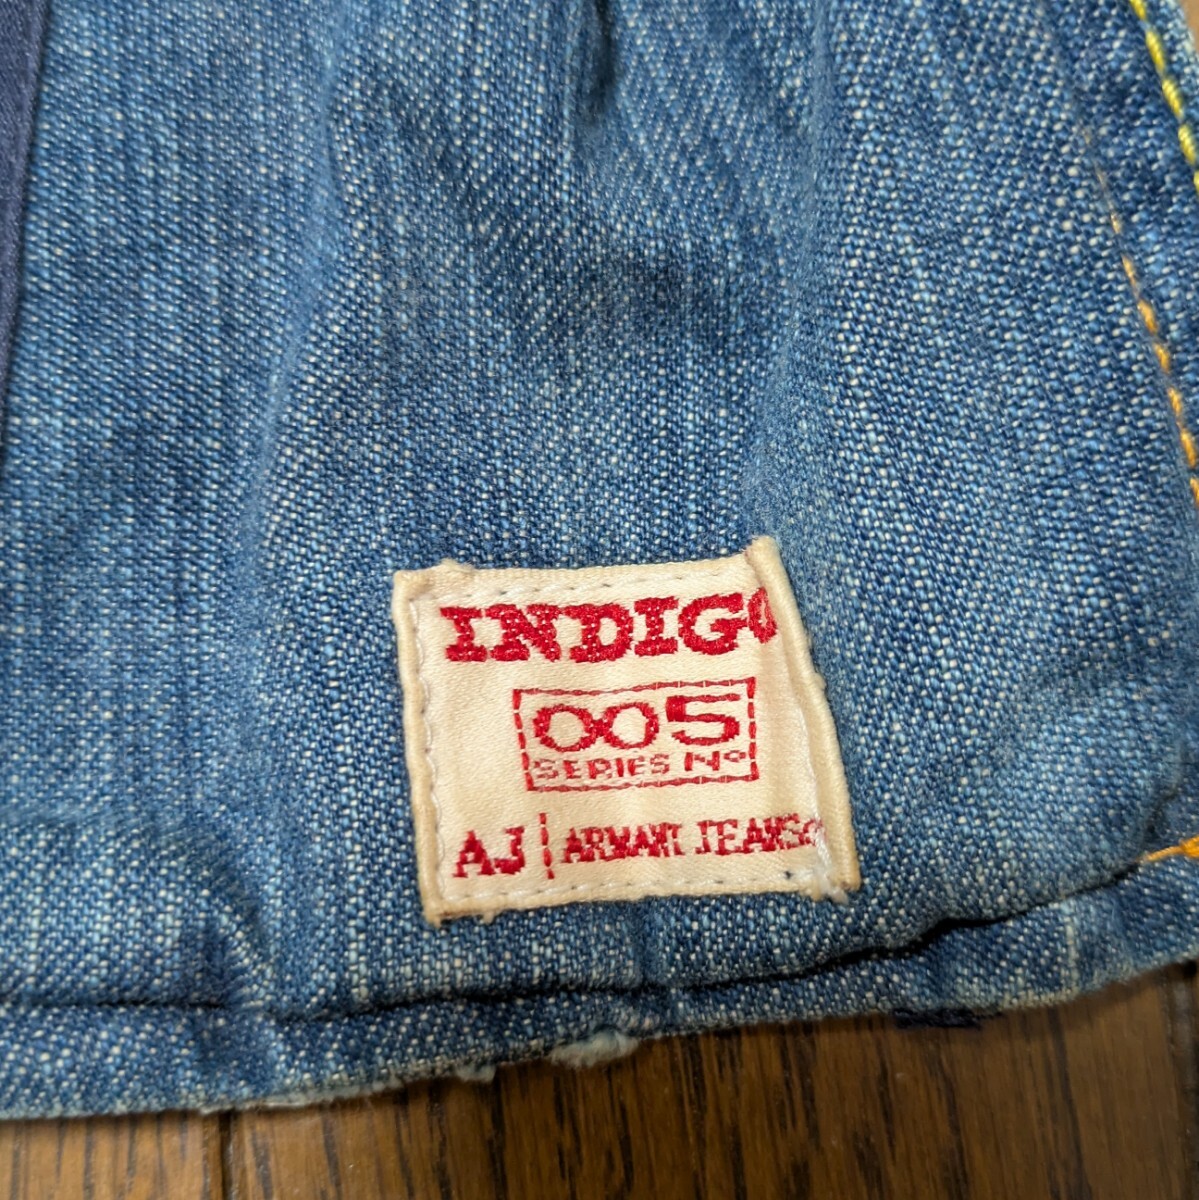 INDIGO
005
SERIES Nº
AJ | ARMANI JEANS